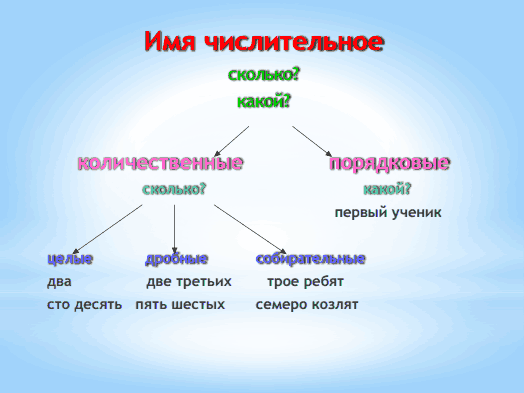 Имя числительное
сколько?
какой?
количественные порядковые
сколько? какой?
первый ученик
целые дробные собирательные
два две третьих трое ребят
сто десять пять шестых семеро козлят